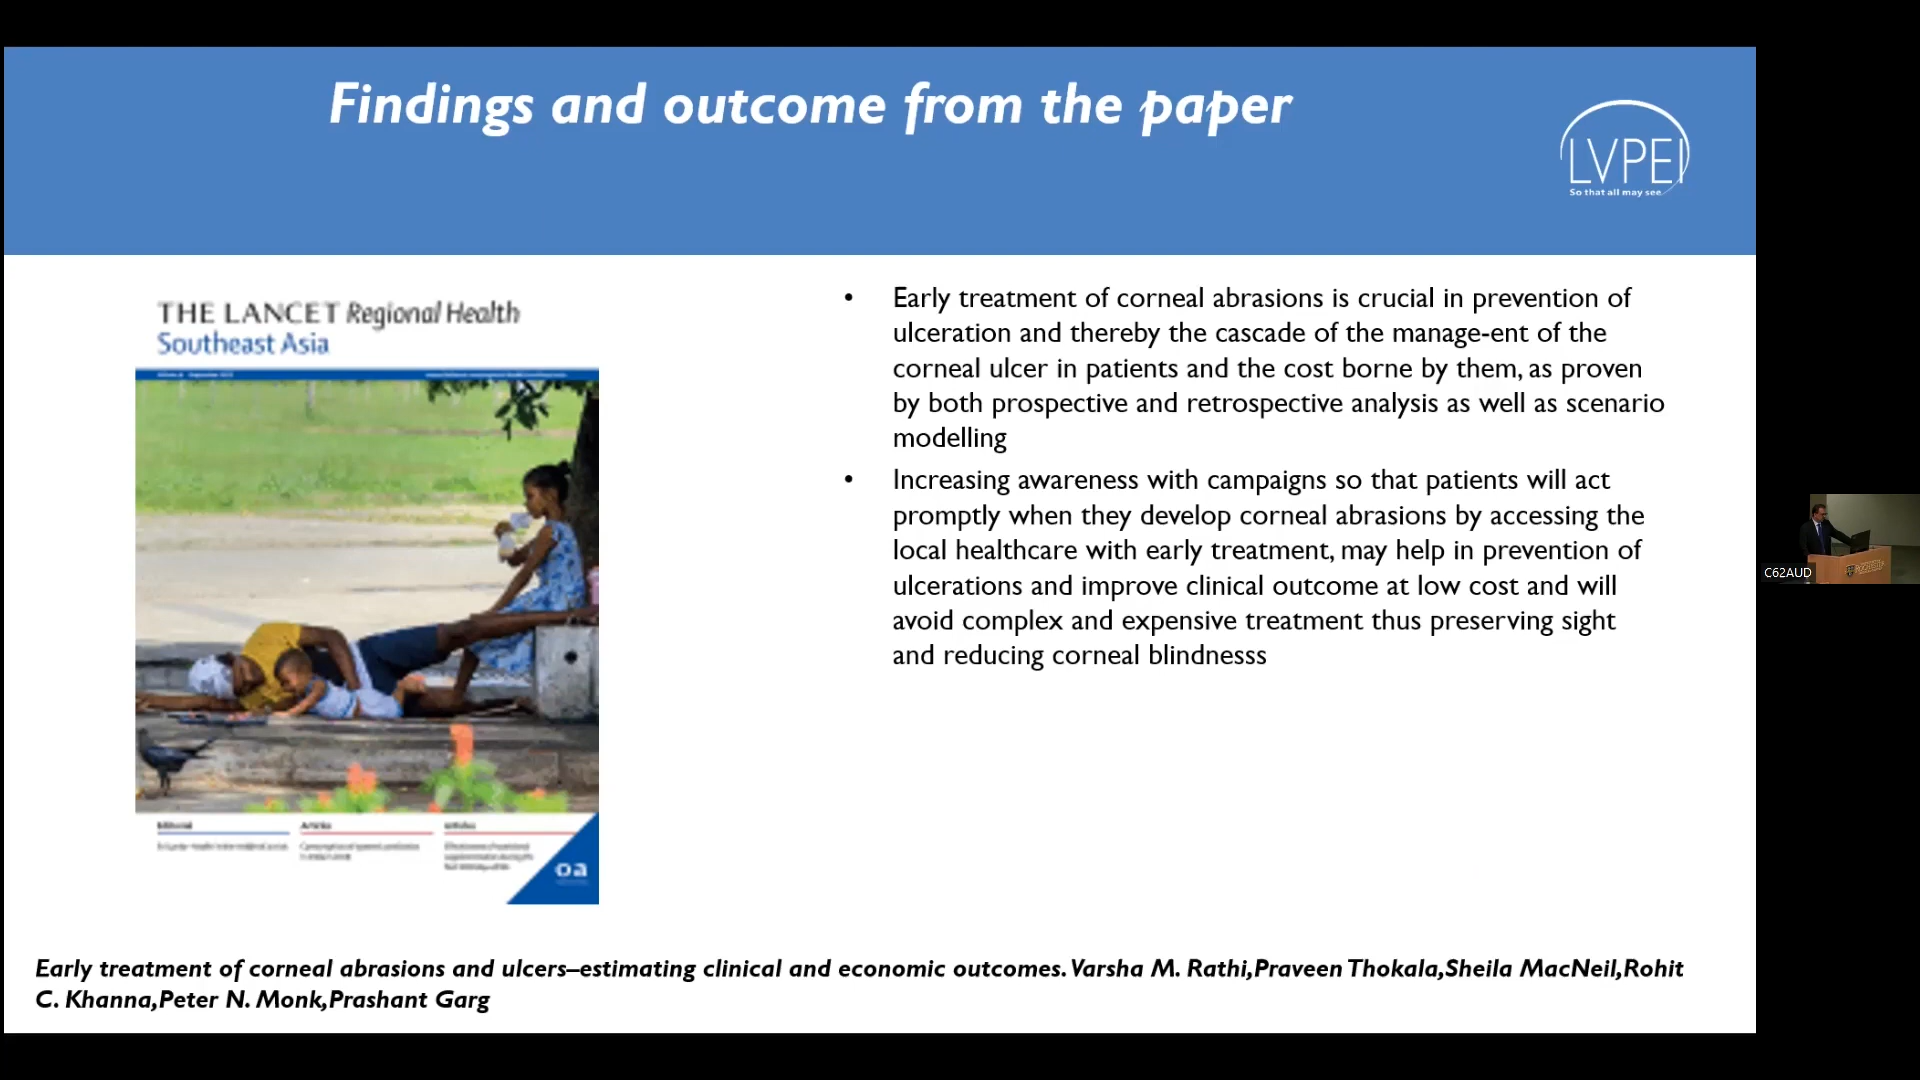 Findings and outcome from the paper
LVPEI
So that all may see
THE LANCET Regional Health
Southeast Asia
Editorial
Articles
Articles
oa
• Early treatment of corneal abrasions is crucial in prevention of
ulceration and thereby the cascade of the manage-ent of the
corneal ulcer in patients and the cost borne by them, as proven
by both prospective and retrospective analysis as well as scenario
modelling
• Increasing awareness with campaigns so that patients will act
promptly when they develop corneal abrasions by accessing the
local healthcare with early treatment, may help in prevention of
ulcerations and improve clinical outcome at low cost and will
avoid complex and expensive treatment thus preserving sight
and reducing corneal blindnesss
Early treatment of corneal abrasions and ulcers–estimating clinical and economic outcomes. Varsha M. Rathi,Praveen Thokala,Sheila MacNeil,Rohit
C. Khanna,Peter N. Monk,Prashant Garg
C62AUD